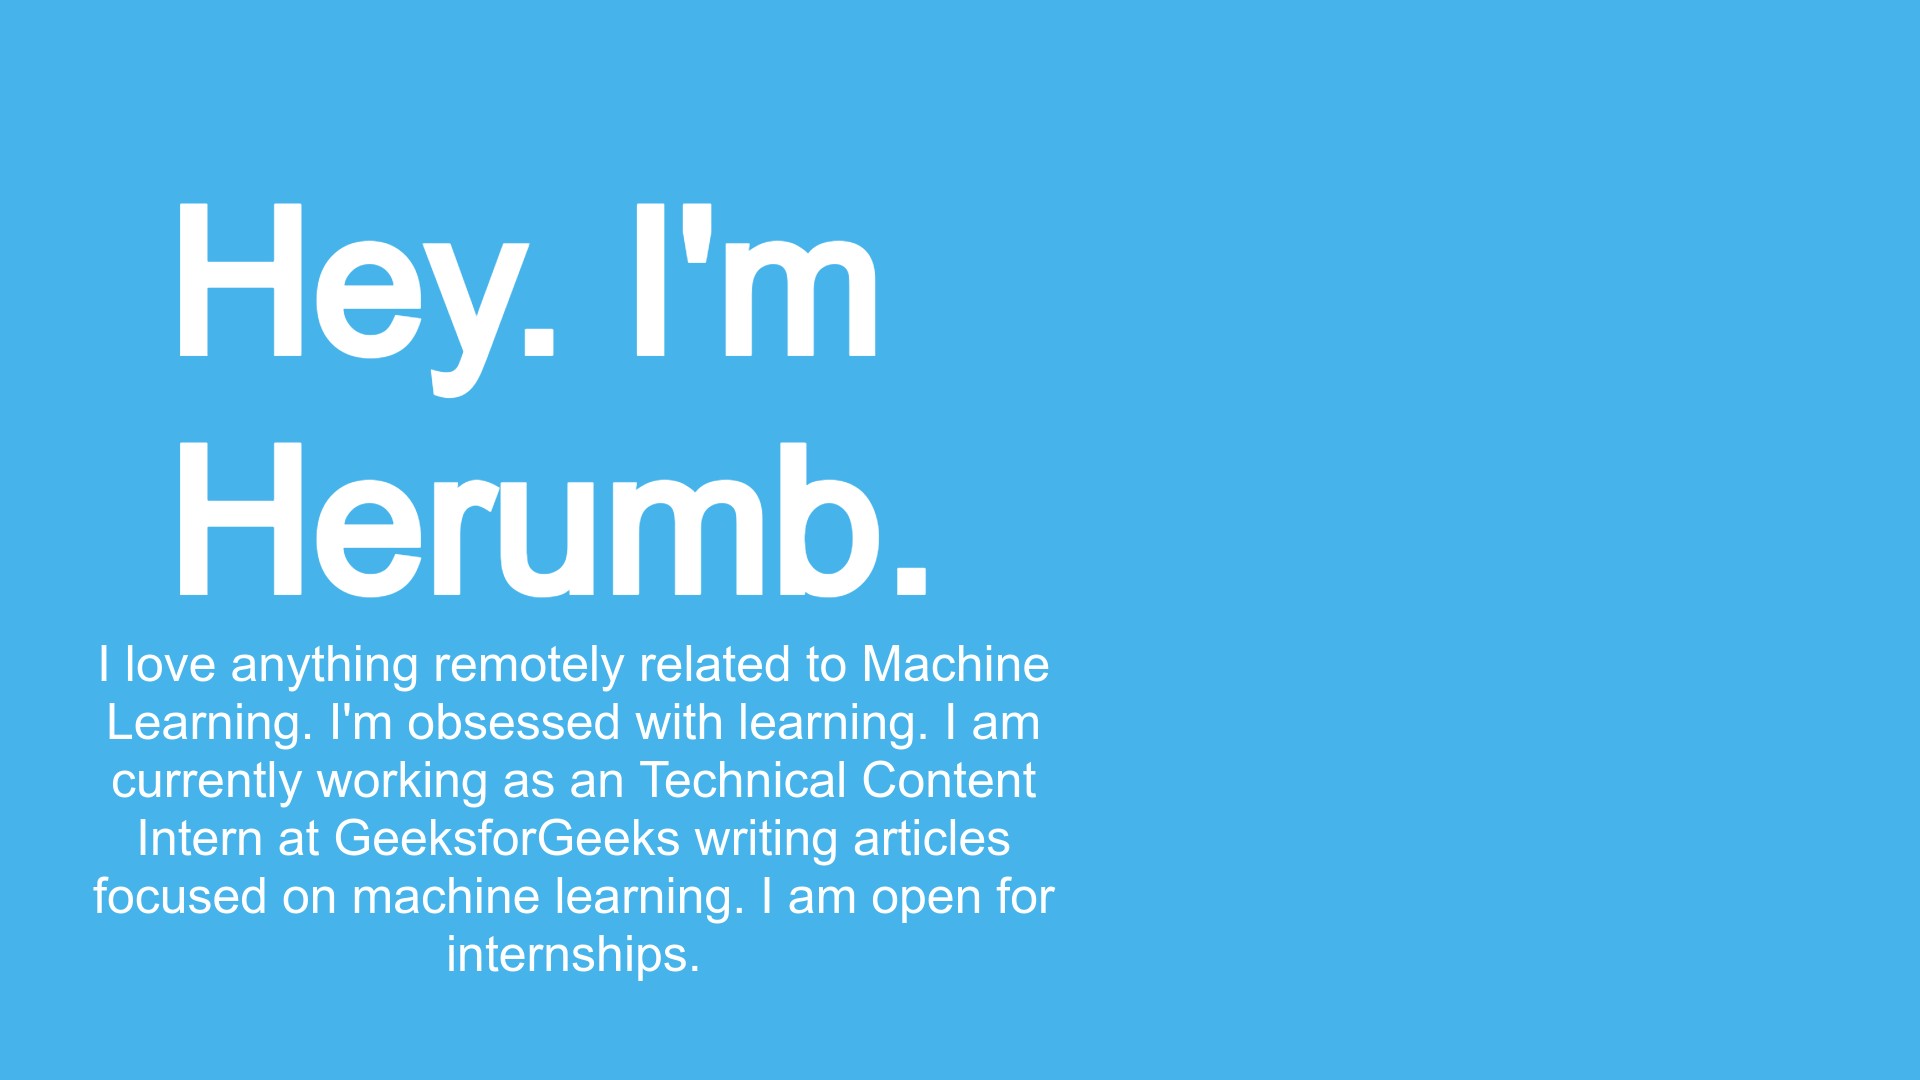 Hey. I'm
Herumb.
I love anything remotely related to Machine
Learning. I'm obsessed with learning. I am
currently working as an Technical Content
Intern at GeeksforGeeks writing articles
focused on machine learning. I am open for
internships.